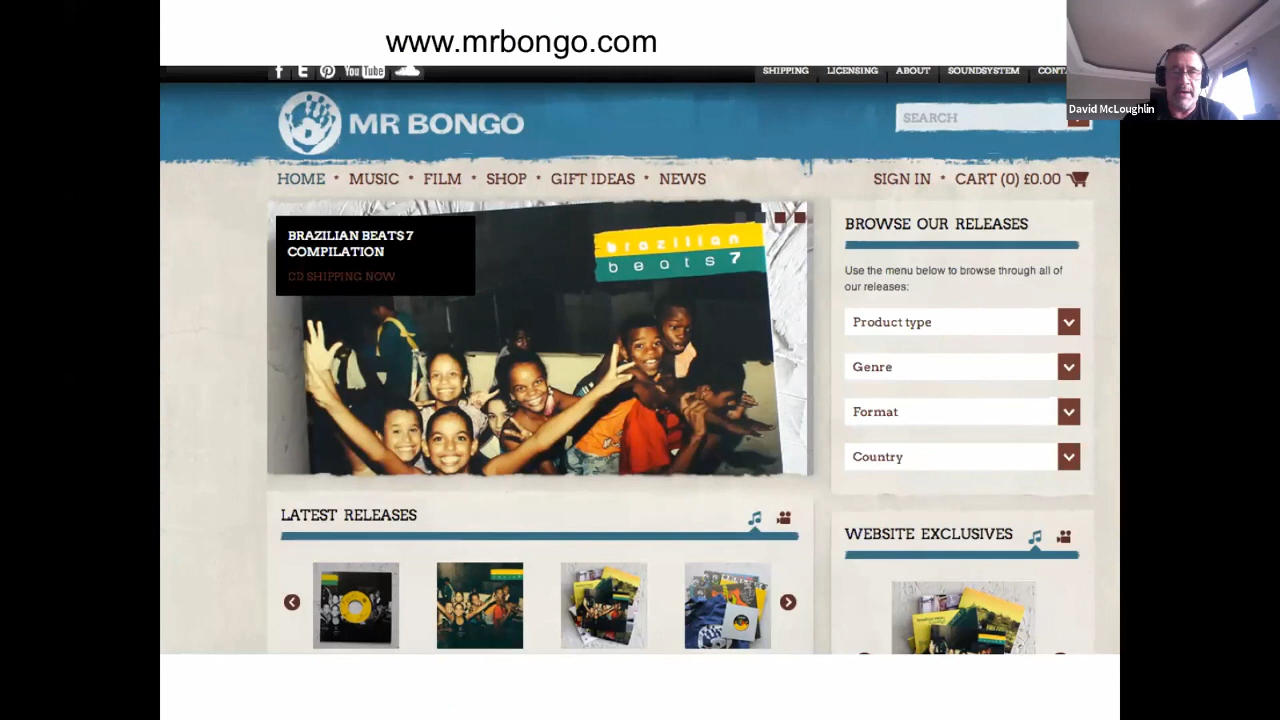 www.mrbongo.com
f t YouTube
SHIPPING LICENSING ABOUT SOUNDSYSTEM CONT
David McLoughlin
MR BONGO
SEARCH
HOME * MUSIC * FILM * SHOP * GIFT IDEAS * NEWS
SIGN IN * CART (0) £0.00
BRAZILIAN BEATS 7
COMPILATION
CD SHIPPING NOW
brazilian
beats 7
BROWSE OUR RELEASES
Use the menu below to browse through all of
our releases:
Product type
Genre
Format
Country
LATEST RELEASES
WEBSITE EXCLUSIVES